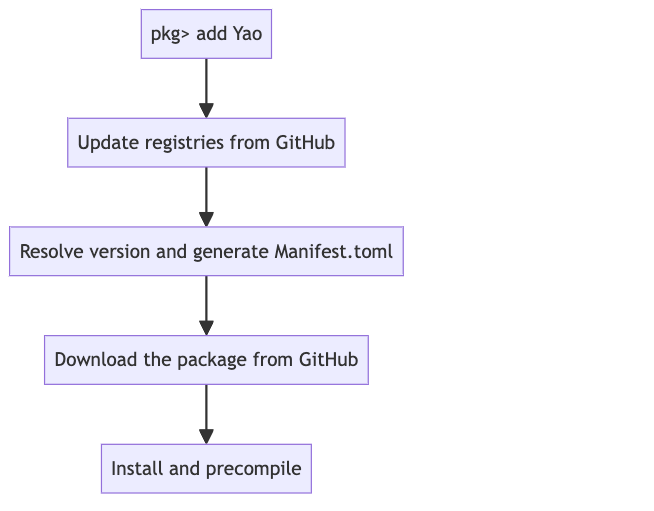 pkg> add Yao
Update registries from GitHub
Resolve version and generate Manifest.toml
Download the package from GitHub
Install and precompile